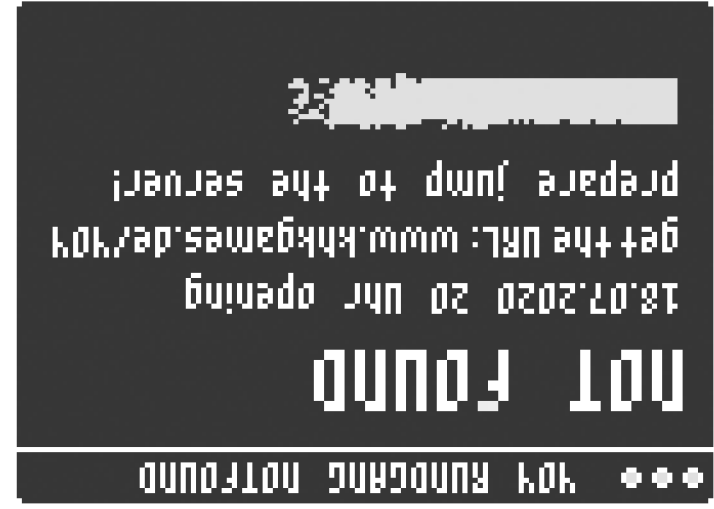 404 RUNDGANG NOTFOUND
NOT FOUND
18.07.2020 20 Uhr opening
get the URL: www.khkgames.de/404
prepare jump to the server!